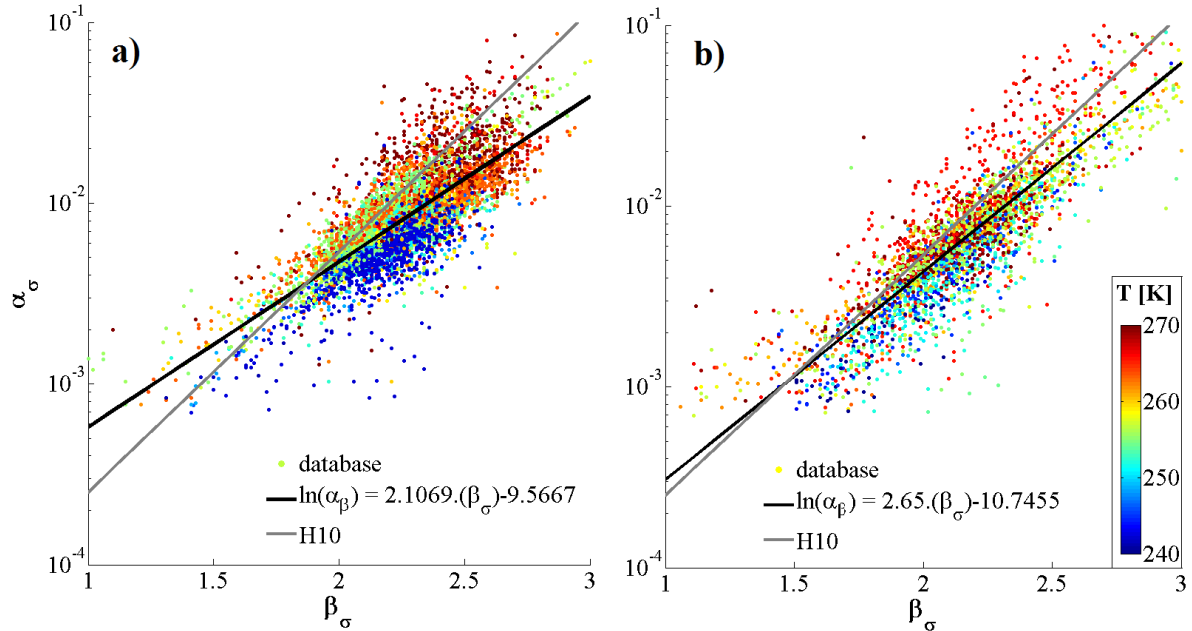 a)
10⁻¹
10⁻²
10⁻³
10⁻⁴
α_σ
database
ln(α_β) = 2.1069.(β_σ)-9.5667
H10
1 1.5 2 2.5 3
β_σ
b)
10⁻¹
10⁻²
10⁻³
10⁻⁴
database
ln(α_β) = 2.65.(β_σ)-10.7455
H10
1 1.5 2 2.5 3
β_σ
T [K]
270
260
250
240